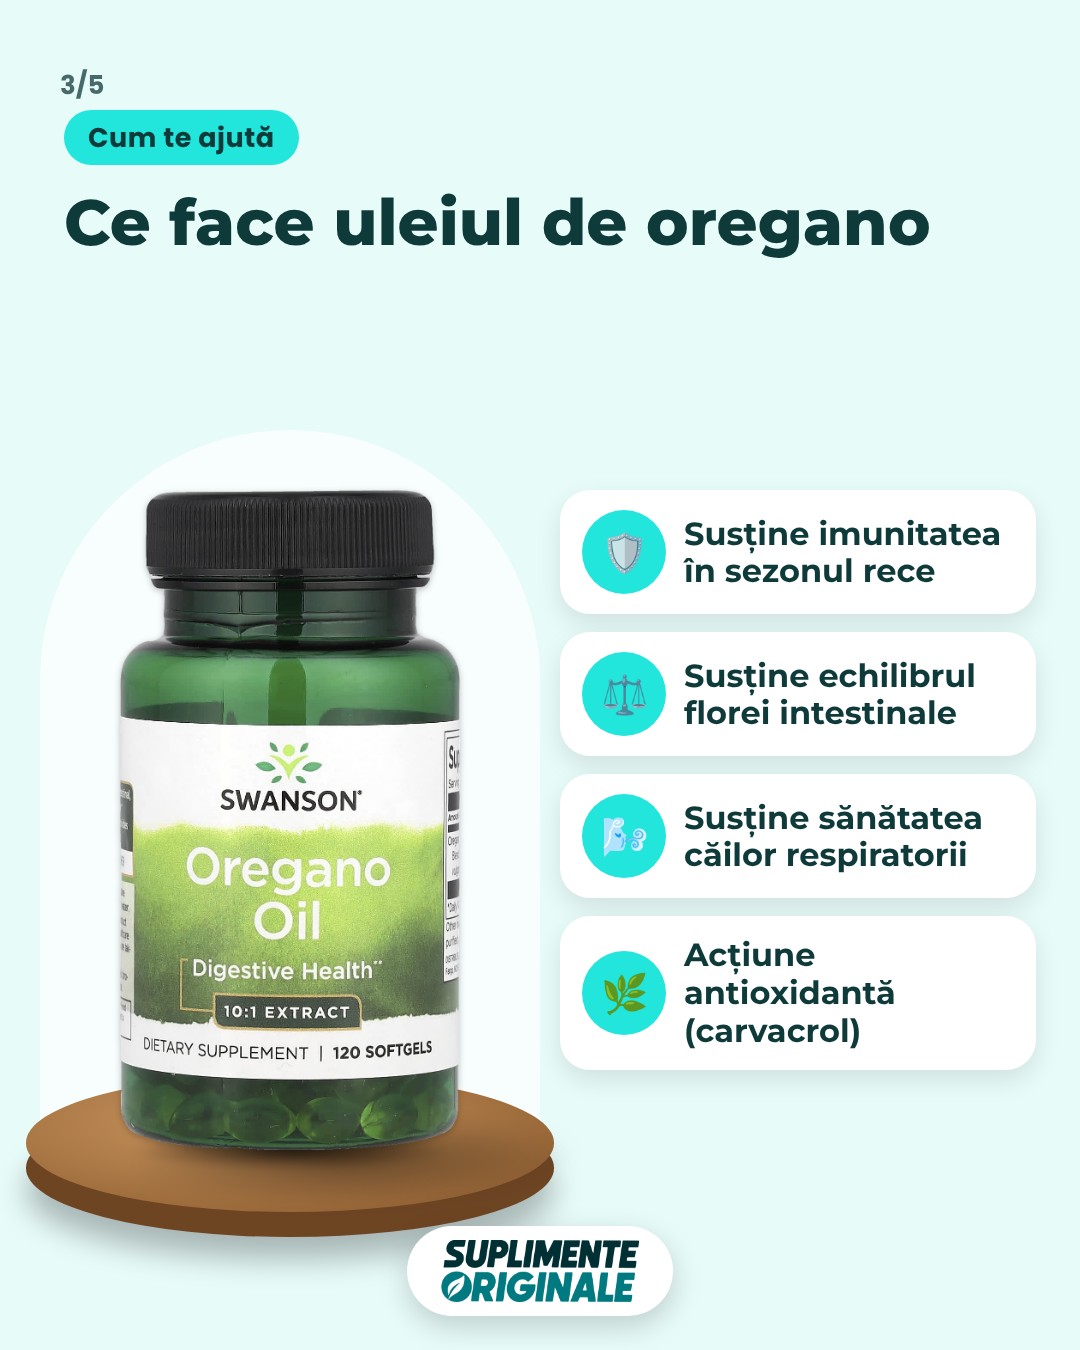 3/5
Cum te ajută
Ce face uleiul de oregano
Susține imunitatea
în sezonul rece
Susține echilibrul
florei intestinale
Susține sănătatea
căilor respiratorii
Acțiune
antioxidantă
(carvacrol)
SWANSON
Oregano
Oil
Digestive Health
10:1 EXTRACT
DIETARY SUPPLEMENT | 120 SOFTGELS
SUPLIMENTE
ORIGINALE